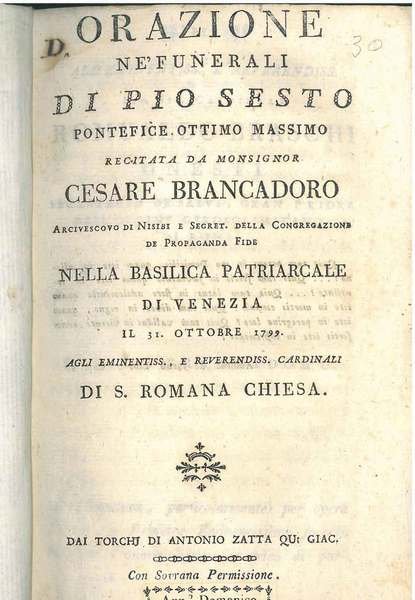 D. ORAZIONE
30
NE' FUNERALI
DI PIO SESTO
PONTEFICE OTTIMO MASSIMO
RECITATA DA MONSIGNOR
CESARE BRANCADORO
ARCIVESCOVO DI NISIBI E SEGRET. DELLA CONGREGAZIONE
DE PROPAGANDA FIDE
NELLA BASILICA PATRIARCALE
DI VENEZIA
IL 31. OTTOBRE 1799.
AGLI EMINENTISS., E REVERENDISS. CARDINALI
DI S. ROMANA CHIESA.
DAI TORCHJ DI ANTONIO ZATTA QU: GIAC.
Con Sovrana Permissione.